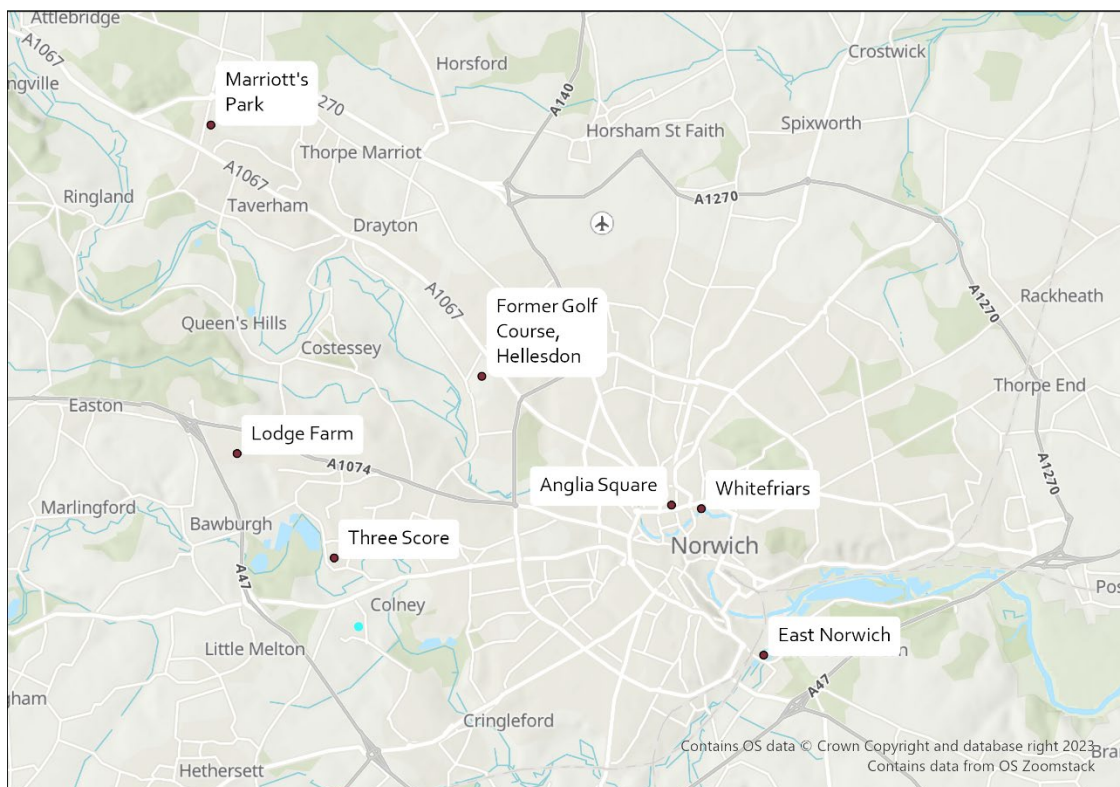 Attlebridge
A1067
ngville
Marriott's
Park
270
Horsford
A140
Crostwick
Horsham St Faith
Spixworth
Thorpe Marriot
A1067
Ringland
Taverham
Drayton
A1270
A1067
Former Golf
Course,
Hellesdon
Queen's Hills
Costessey
A1270
Rackheath
Thorpe End
Easton
Lodge Farm
A1074
A1270
Anglia Square
Whitefriars
Marlingford
Bawburgh
Three Score
Norwich
A47
Colney
Pos
Little Melton
East Norwich
n
A47
gham
Cringleford
Hethersett
Contains OS data © Crown Copyright and database right 2023
Bra
Contains data from OS Zoomstack